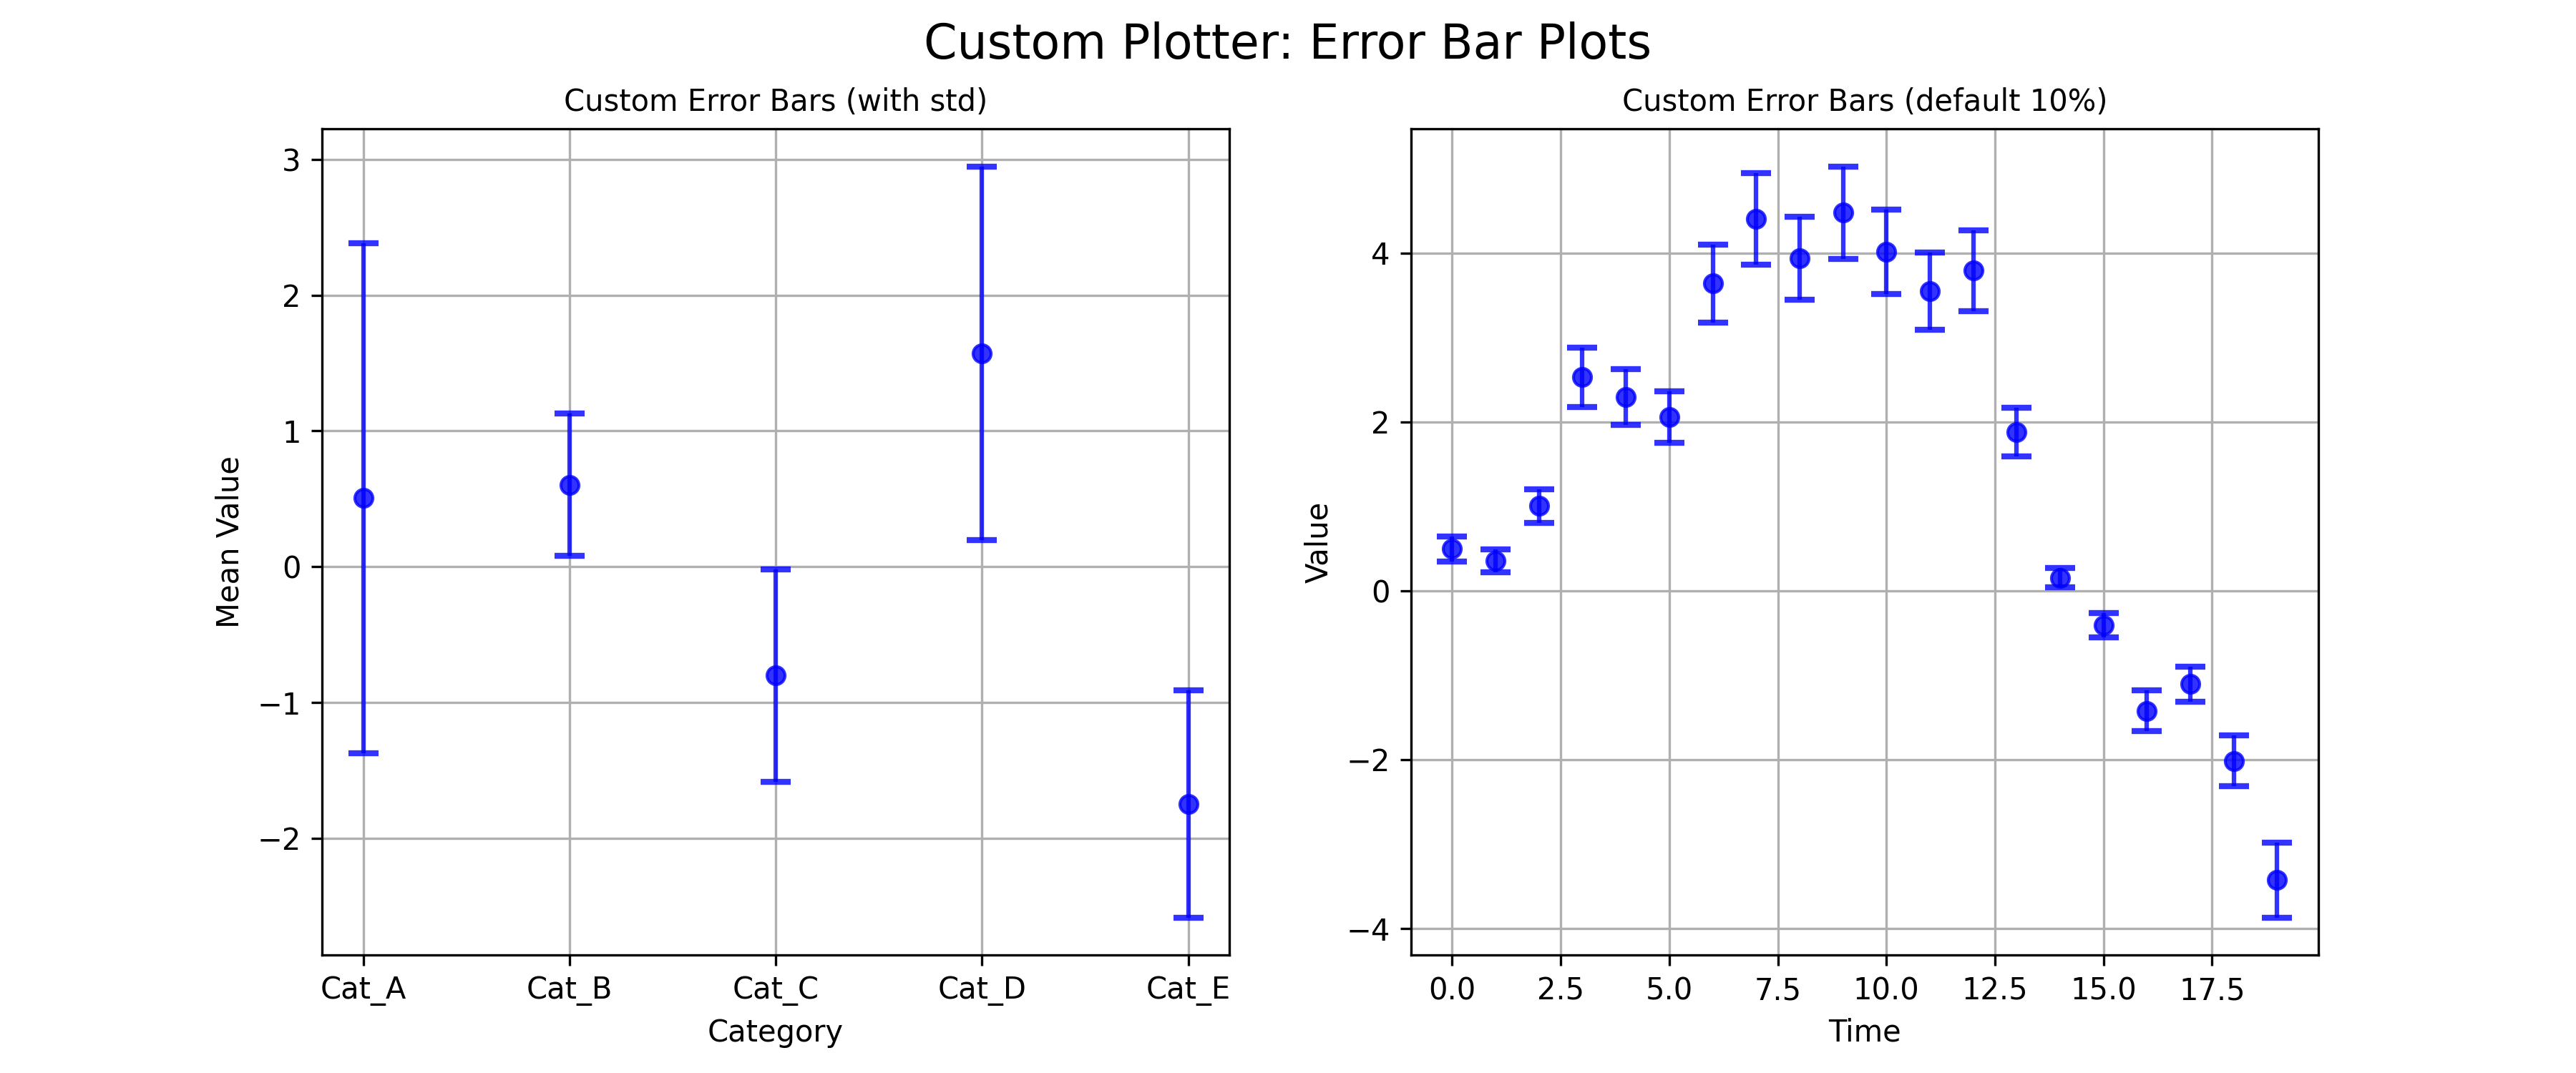 Custom Plotter: Error Bar Plots
Custom Error Bars (with std)
3
2
1
0
−1
−2
Mean Value
Cat_A Cat_B Cat_C Cat_D Cat_E
Category
Custom Error Bars (default 10%)
4
2
0
−2
−4
Value
0.0 2.5 5.0 7.5 10.0 12.5 15.0 17.5
Time